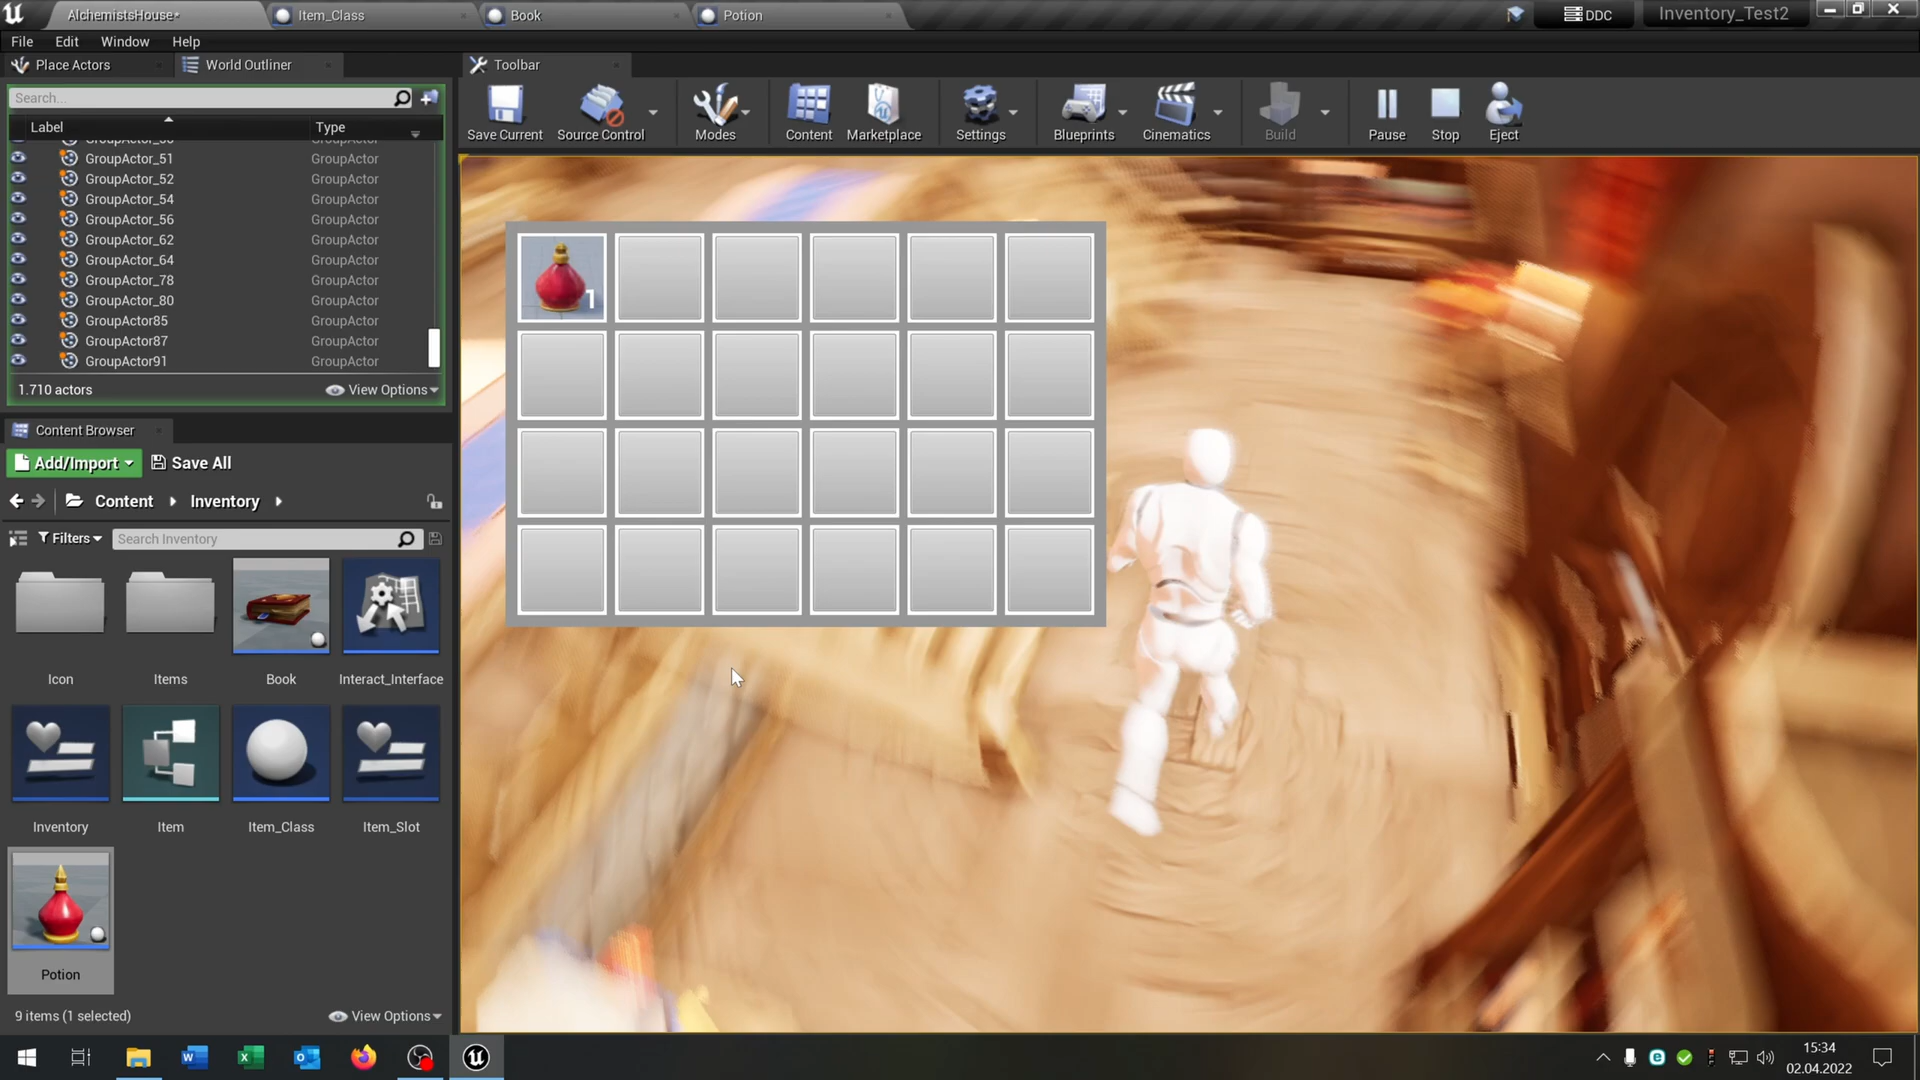 AlchemistsHouse*
Item_Class
Book
Potion
DDC
Inventory_Test2
File
Edit
Window
Help
Place Actors
World Outliner
Toolbar
Search...
Label
Type
GroupActor_51
GroupActor
GroupActor_52
GroupActor
GroupActor_54
GroupActor
GroupActor_56
GroupActor
GroupActor_62
GroupActor
GroupActor_64
GroupActor
GroupActor_78
GroupActor
GroupActor_80
GroupActor
GroupActor85
GroupActor
GroupActor87
GroupActor
GroupActor91
GroupActor
1.710 actors
View Options
Save Current
Source Control
Modes
Content
Marketplace
Settings
Blueprints
Cinematics
Build
Pause
Stop
Eject
1
Content Browser
Add/Import
Save All
Content
Inventory
Filters
Search Inventory
Icon
Items
Book
Interact_Interface
Inventory
Item
Item_Class
Item_Slot
Potion
9 items (1 selected)
View Options
15:34
02.04.2022